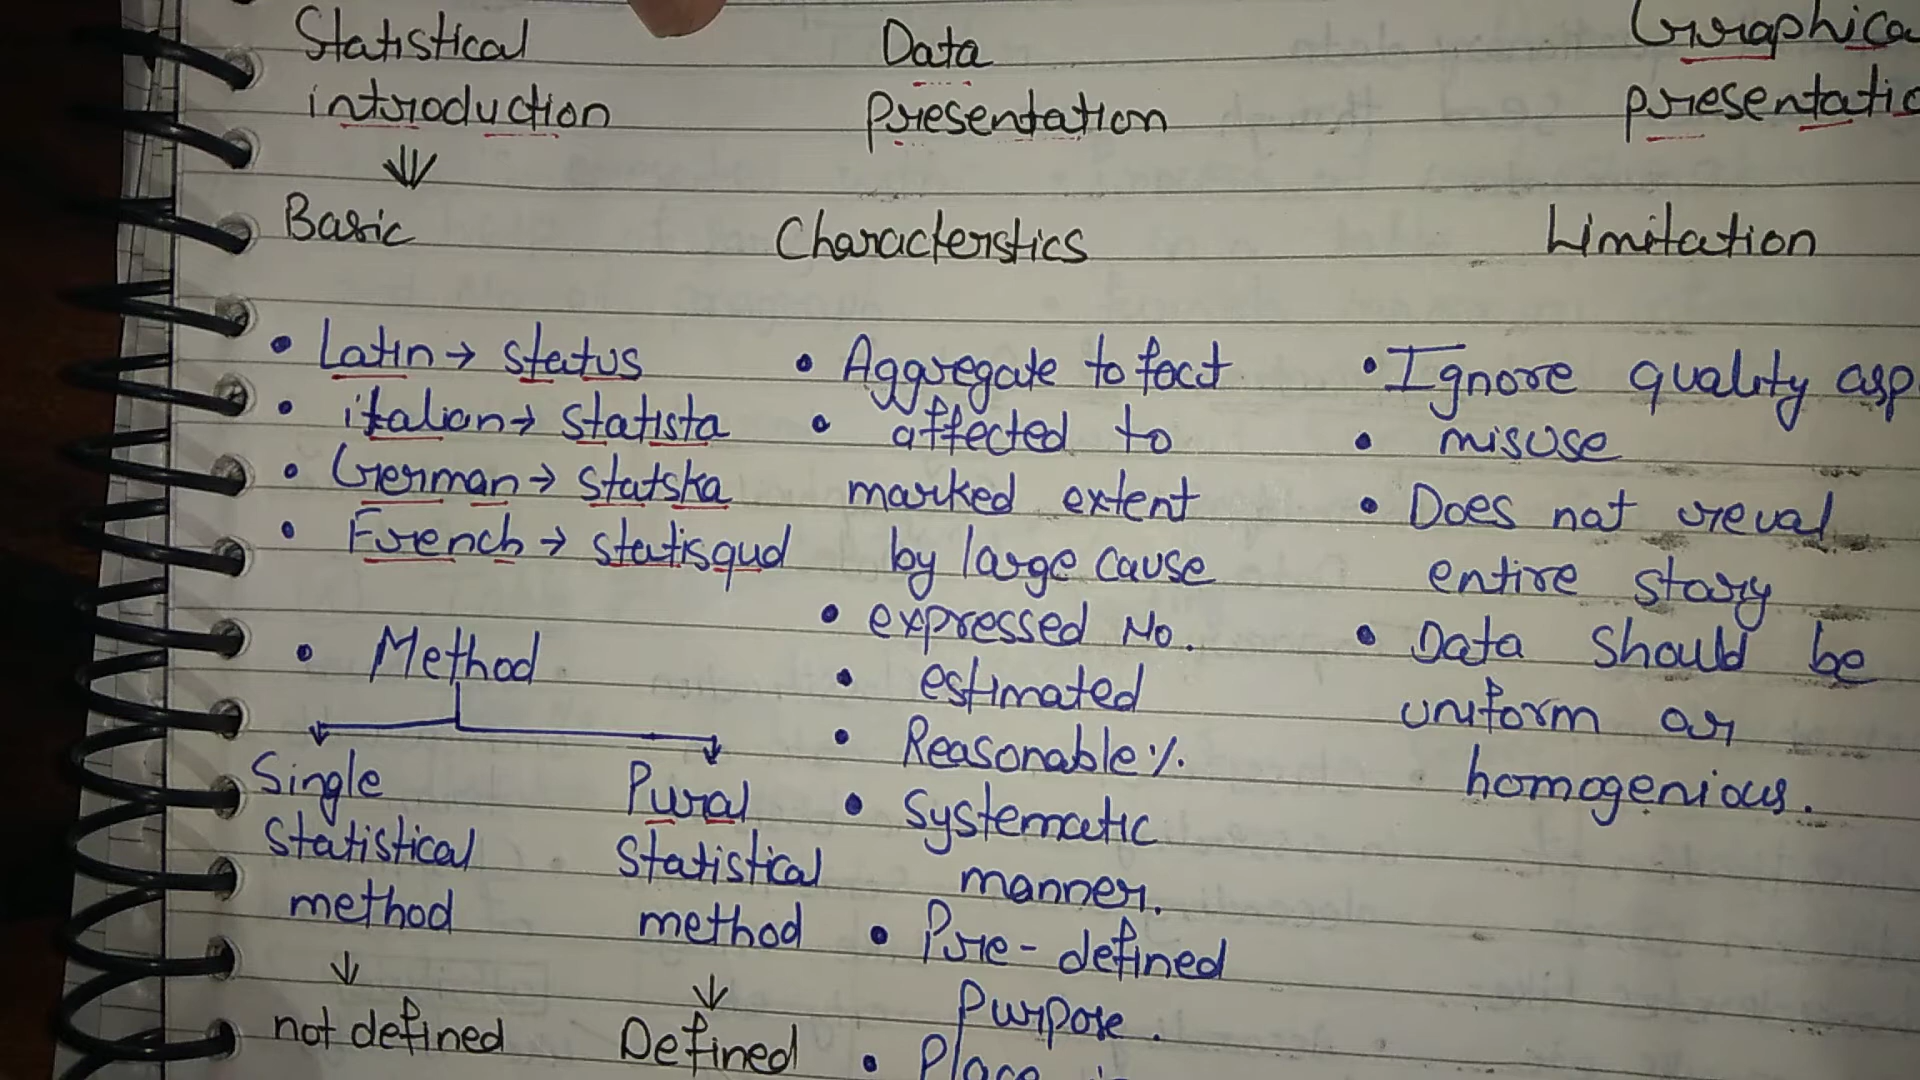 Statistical introduction
Data Presentation
Graphica
presentatio
Basic
Characterstics
Limitation
• Latin → status
• italian → statista
• German → statska
• French → statisqud
• Method
Single Statistical method
↓
not defined
Pural Statistical method
↓
Defined
• Aggregate to fact
• affected to
marked extent
by large cause
• expressed No.
• estimated
• Reasonable %.
• Systematic
manner.
• Pre-defined
Purpose.
• Place
• Ignore quality asp
• misuse
• Does not reval
entire story
• Data should be
uniform or
homogenious.